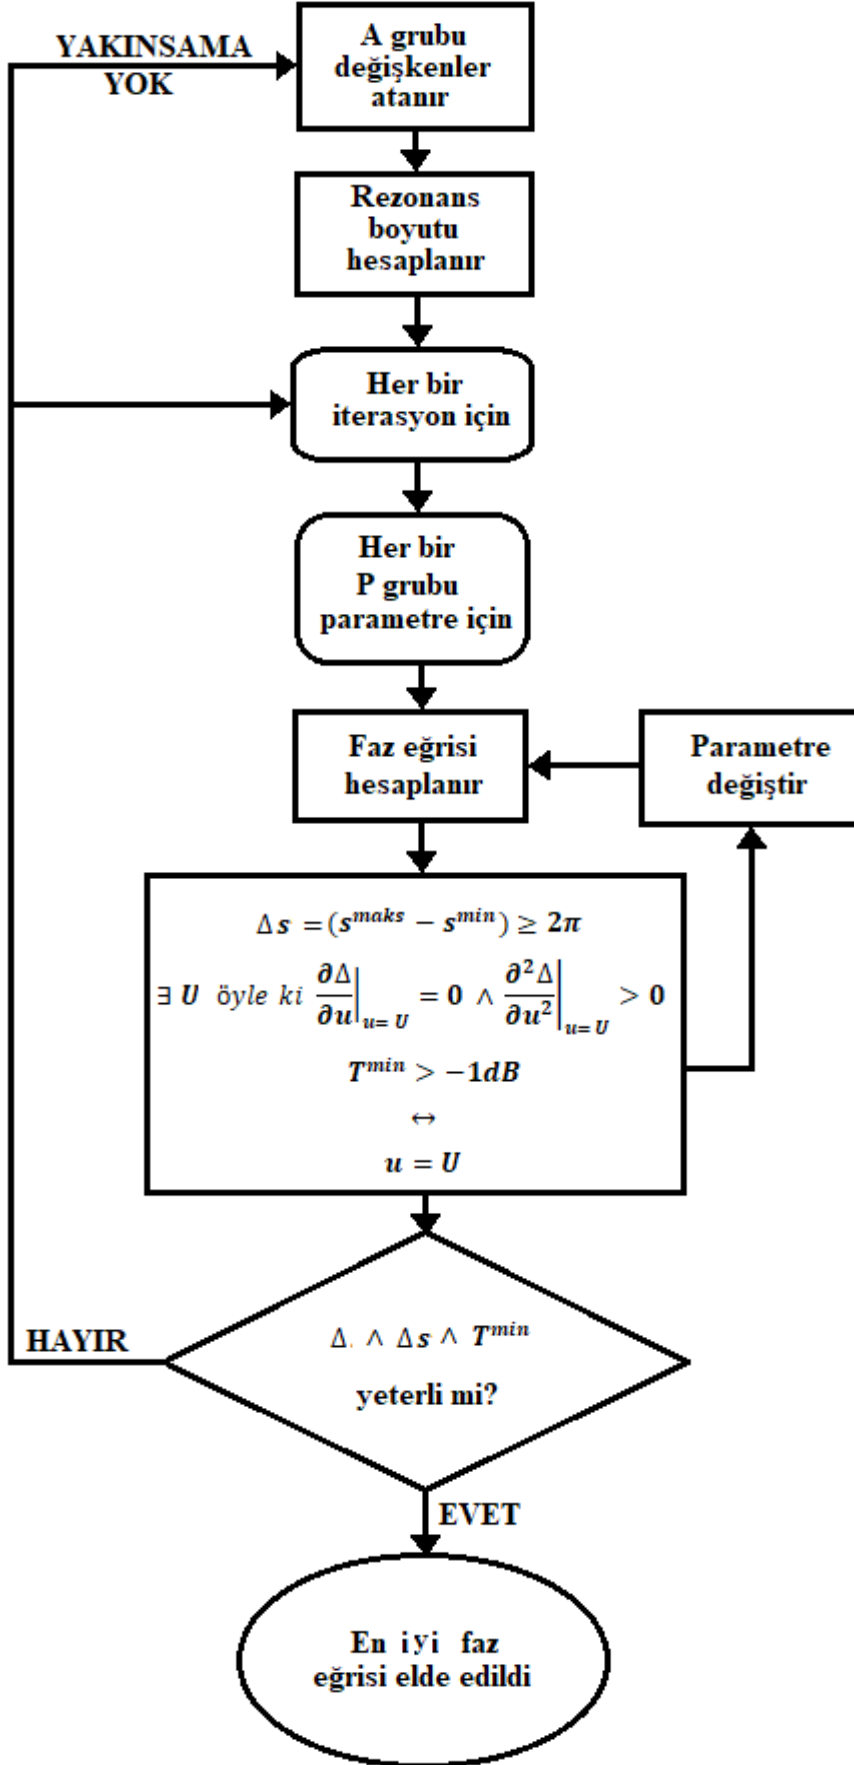 YAKINSAMA
YOK
A grubu
değişkenler
atanır
Rezonans
boyutu
hesaplanır
Her bir
iterasyon için
Her bir
P grubu
parametre için
Faz eğrisi
hesaplanır
Parametre
değiştir
Δs = (s^{maks} − s^{min}) ≥ 2π
∃ U öyle ki ∂Δ/∂u|_{u= U} = 0 ∧ ∂²Δ/∂u²|_{u= U} > 0
T^{min} > −1dB
↔
u = U
HAYIR
Δ. ∧ Δs ∧ T^{min}
yeterli mi?
EVET
En iyi faz
eğrisi elde edildi